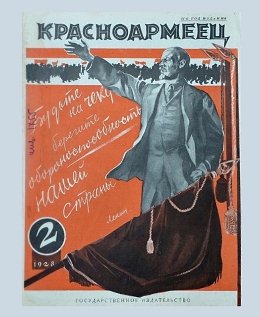 КРАСНОАРМЕЕЦ
Будьте
на чеку
берегите
обороноспособность
нашей
страны
Ленин
2
1928
ГОСУДАРСТВЕННОЕ ИЗДАТЕЛЬСТВО